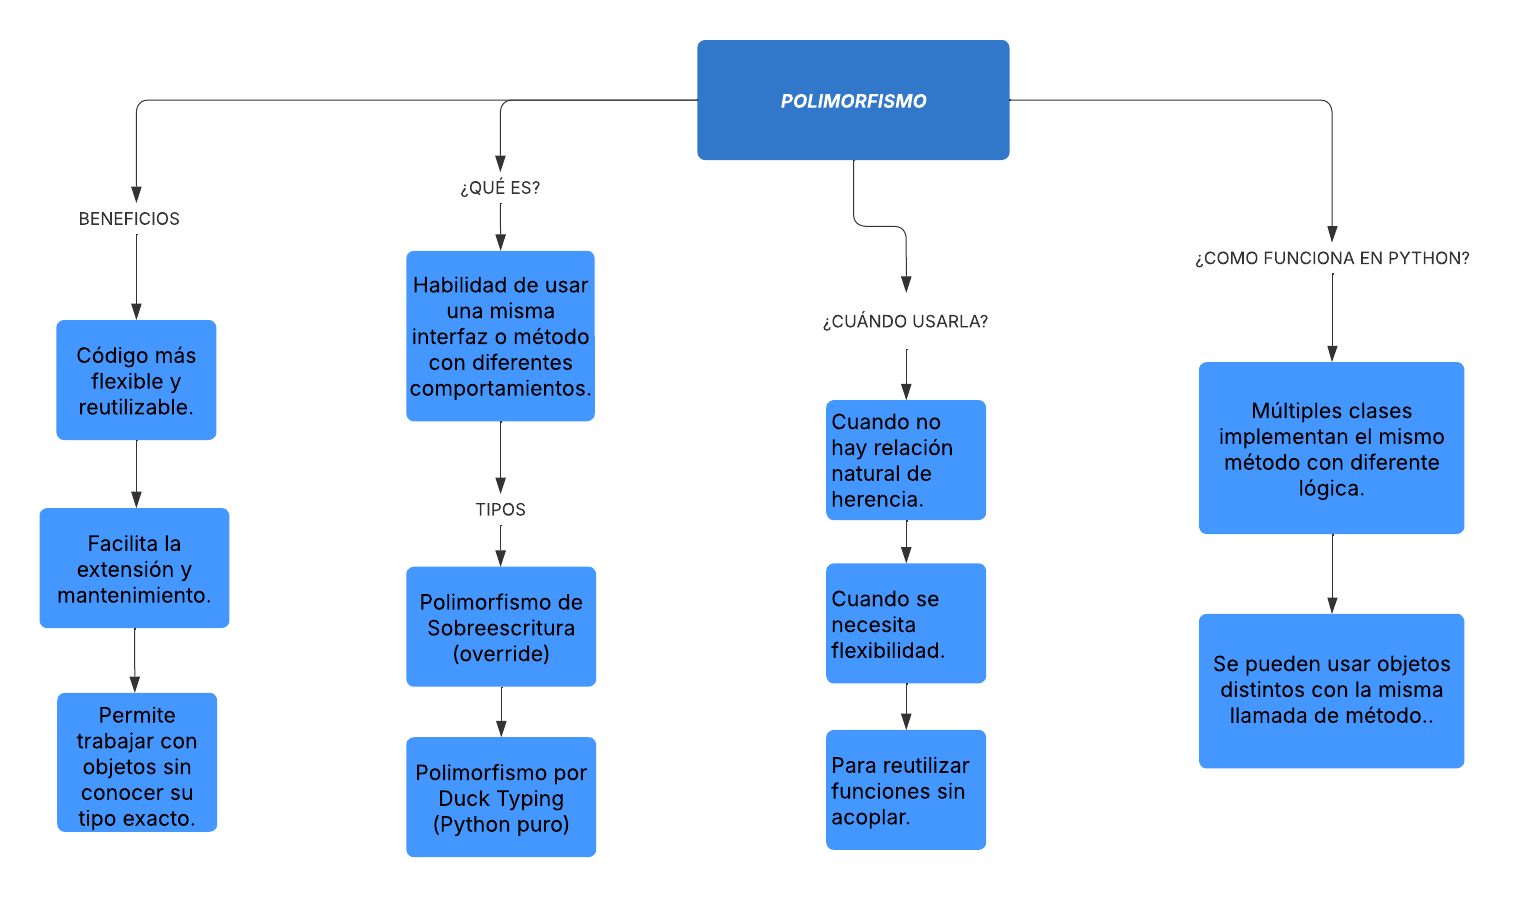 POLIMORFISMO
BENEFICIOS
Código más
flexible y
reutilizable.
Facilita la
extensión y
mantenimiento.
Permite
trabajar con
objetos sin
conocer su
tipo exacto.
¿QUÉ ES?
Habilidad de usar
una misma
interfaz o método
con diferentes
comportamientos.
TIPOS
Polimorfismo de
Sobreescritura
(override)
Polimorfismo por
Duck Typing
(Python puro)
¿CUÁNDO USARLA?
Cuando no
hay relación
natural de
herencia.
Cuando se
necesita
flexibilidad.
Para reutilizar
funciones sin
acoplar.
¿COMO FUNCIONA EN PYTHON?
Múltiples clases
implementan el mismo
método con diferente
lógica.
Se pueden usar objetos
distintos con la misma
llamada de método..